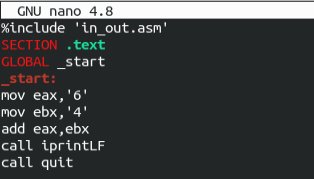 GNU nano 4.8
%include 'in_out.asm'
SECTION .text
GLOBAL _start
_start:
mov eax,'6'
mov ebx,'4'
add eax,ebx
call iprintLF
call quit